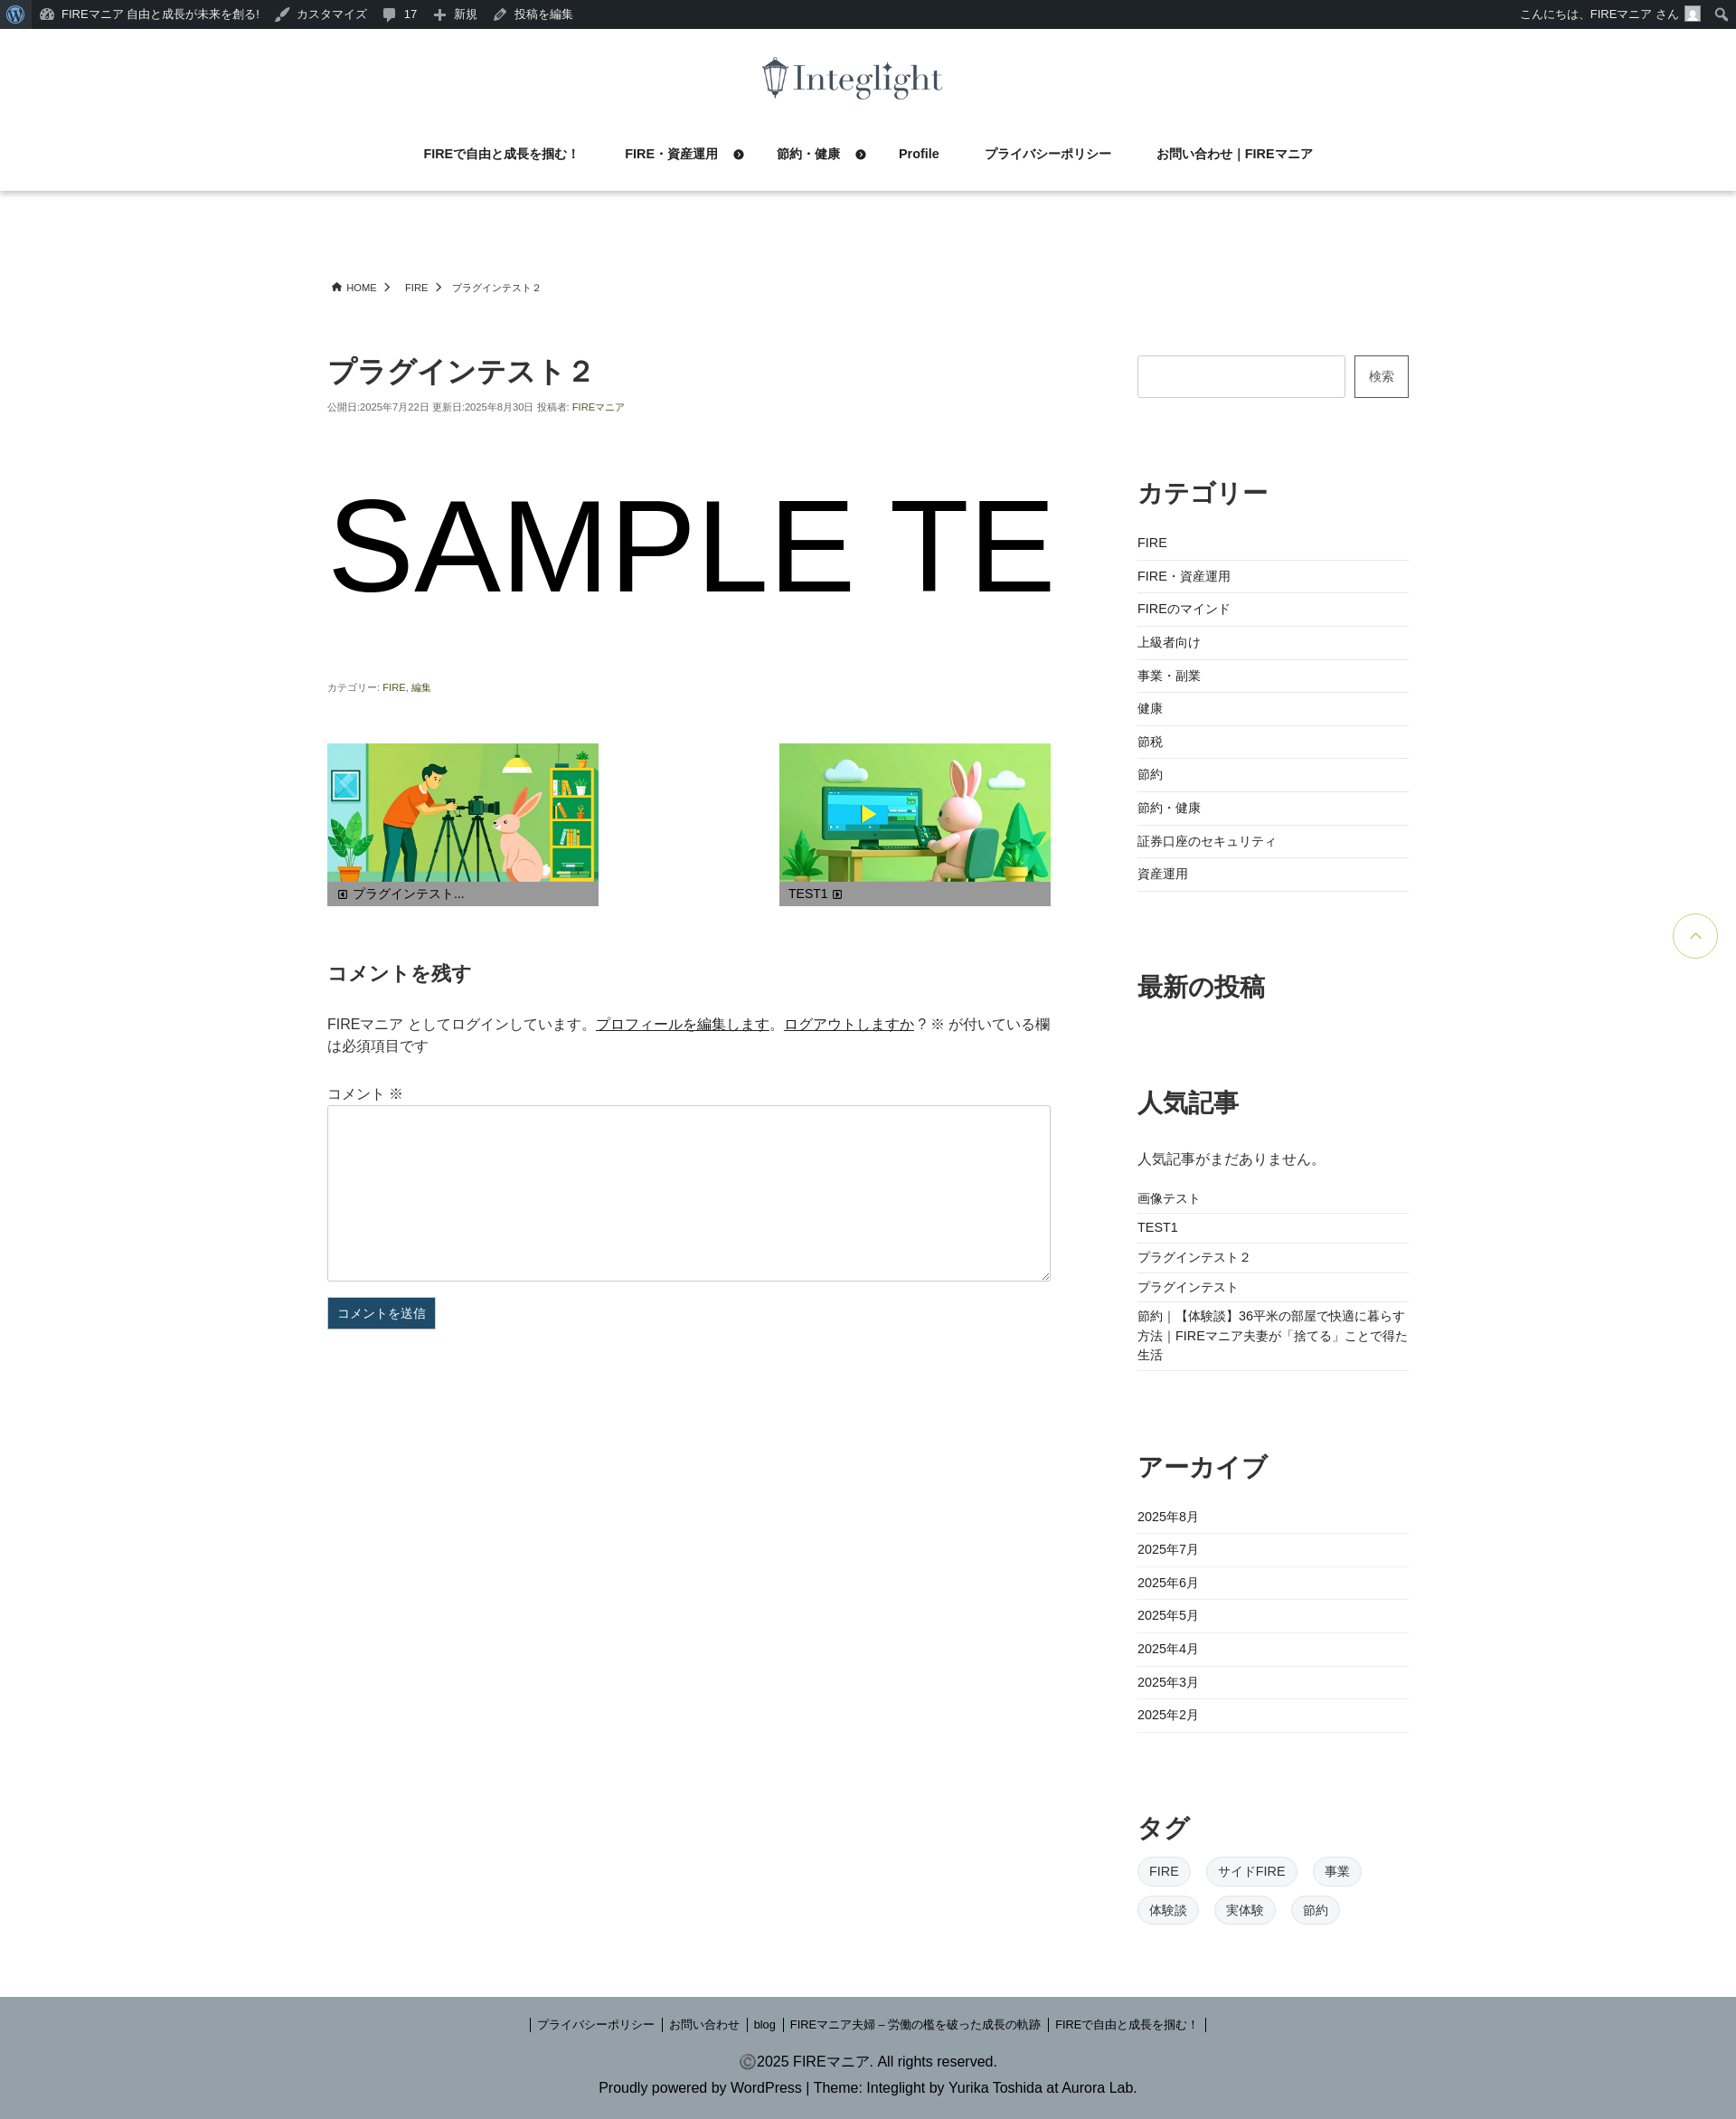 FIREマニア 自由と成長が未来を創る! カスタマイズ 17 新規 投稿を編集 こんにちは、FIREマニア さん
Integlight
FIREで自由と成長を掴む！ FIRE・資産運用 節約・健康 Profile プライバシーポリシー お問い合わせ｜FIREマニア
HOME FIRE プラグインテスト２
プラグインテスト２
公開日:2025年7月22日 更新日:2025年8月30日 投稿者: FIREマニア
SAMPLE TE
カテゴリー: FIRE, 編集
プラグインテスト...
TEST1
コメントを残す
FIREマニア としてログインしています。プロフィールを編集します。ログアウトしますか ? ※ が付いている欄
は必須項目です
コメント ※
コメントを送信
検索
カテゴリー
FIRE
FIRE・資産運用
FIREのマインド
上級者向け
事業・副業
健康
節税
節約
節約・健康
証券口座のセキュリティ
資産運用
最新の投稿
人気記事
人気記事がまだありません。
画像テスト
TEST1
プラグインテスト２
プラグインテスト
節約｜【体験談】36平米の部屋で快適に暮らす
方法｜FIREマニア夫妻が「捨てる」ことで得た
生活
アーカイブ
2025年8月
2025年7月
2025年6月
2025年5月
2025年4月
2025年3月
2025年2月
タグ
FIRE サイドFIRE 事業
体験談 実体験 節約
プライバシーポリシー お問い合わせ blog FIREマニア夫婦 – 労働の檻を破った成長の軌跡 FIREで自由と成長を掴む！
©2025 FIREマニア. All rights reserved.
Proudly powered by WordPress | Theme: Integlight by Yurika Toshida at Aurora Lab.